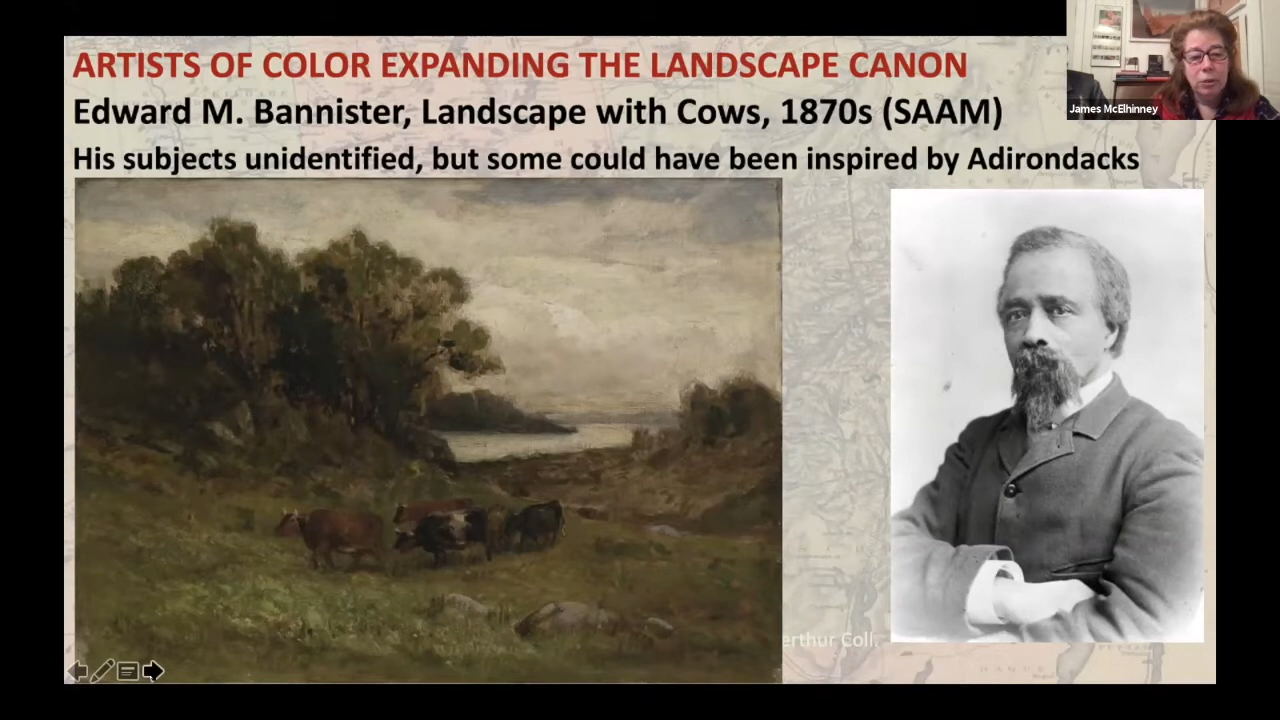 ARTISTS OF COLOR EXPANDING THE LANDSCAPE CANON
Edward M. Bannister, Landscape with Cows, 1870s (SAAM)
His subjects unidentified, but some could have been inspired by Adirondacks
James McElhinney
Coll.